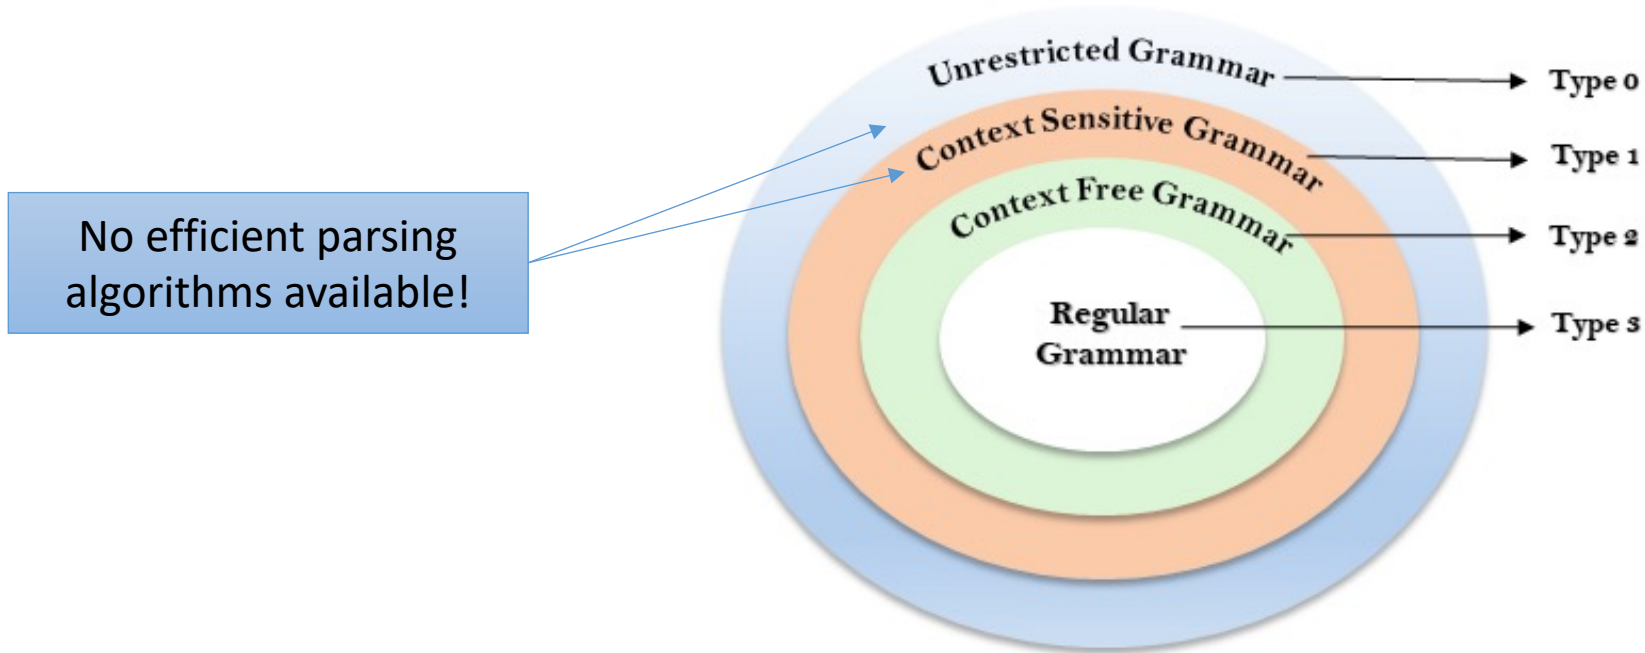 No efficient parsing
algorithms available!
Unrestricted Grammar
Type 0
Context Sensitive Grammar
Type 1
Context Free Grammar
Type 2
Regular
Grammar
Type 3